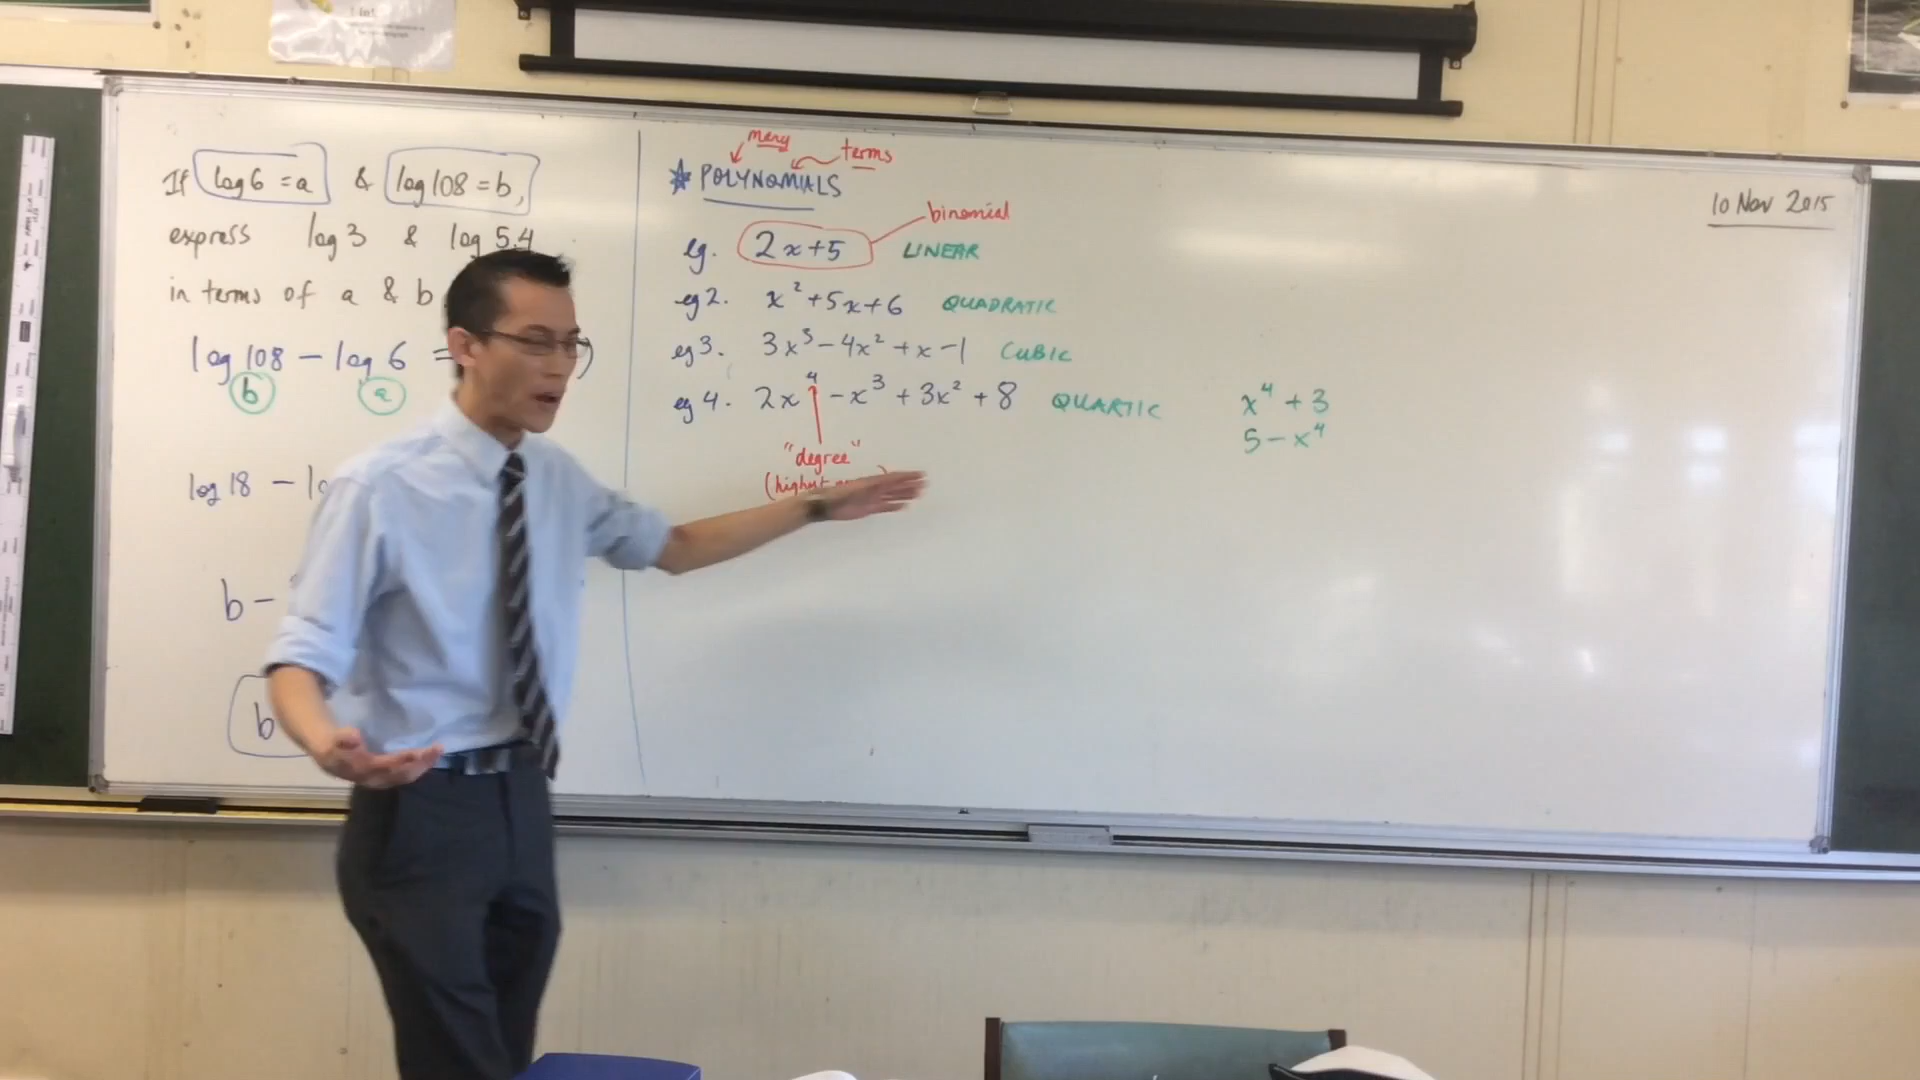 If log 6 = a & log 108 = b,
express log 3 & log 5.4
in terms of a & b
log 108 - log 6 =
b a
log 18 -
b -
b
many terms
★ POLYNOMIALS
binomial
eg. 2x+5 LINEAR
eg 2. x² + 5x + 6 QUADRATIC
eg 3. 3x³ - 4x² + x - 1 CUBIC
eg 4. 2x⁴ - x³ + 3x² + 8 QUARTIC
"degree"
(highest
x⁴ + 3
5 - x⁴
10 Nov 2015